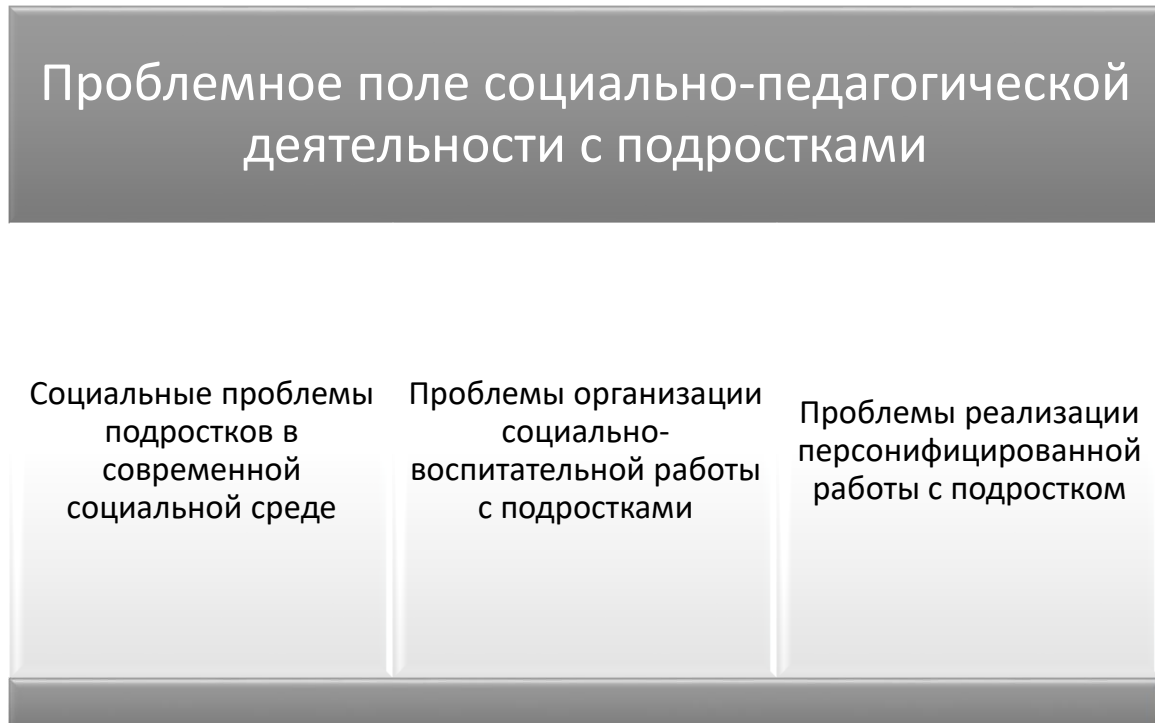 Проблемное поле социально-педагогической
деятельности с подростками
Социальные проблемы
подростков в
современной
социальной среде
Проблемы организации
социально-
воспитательной работы
с подростками
Проблемы реализации
персонифицированной
работы с подростком